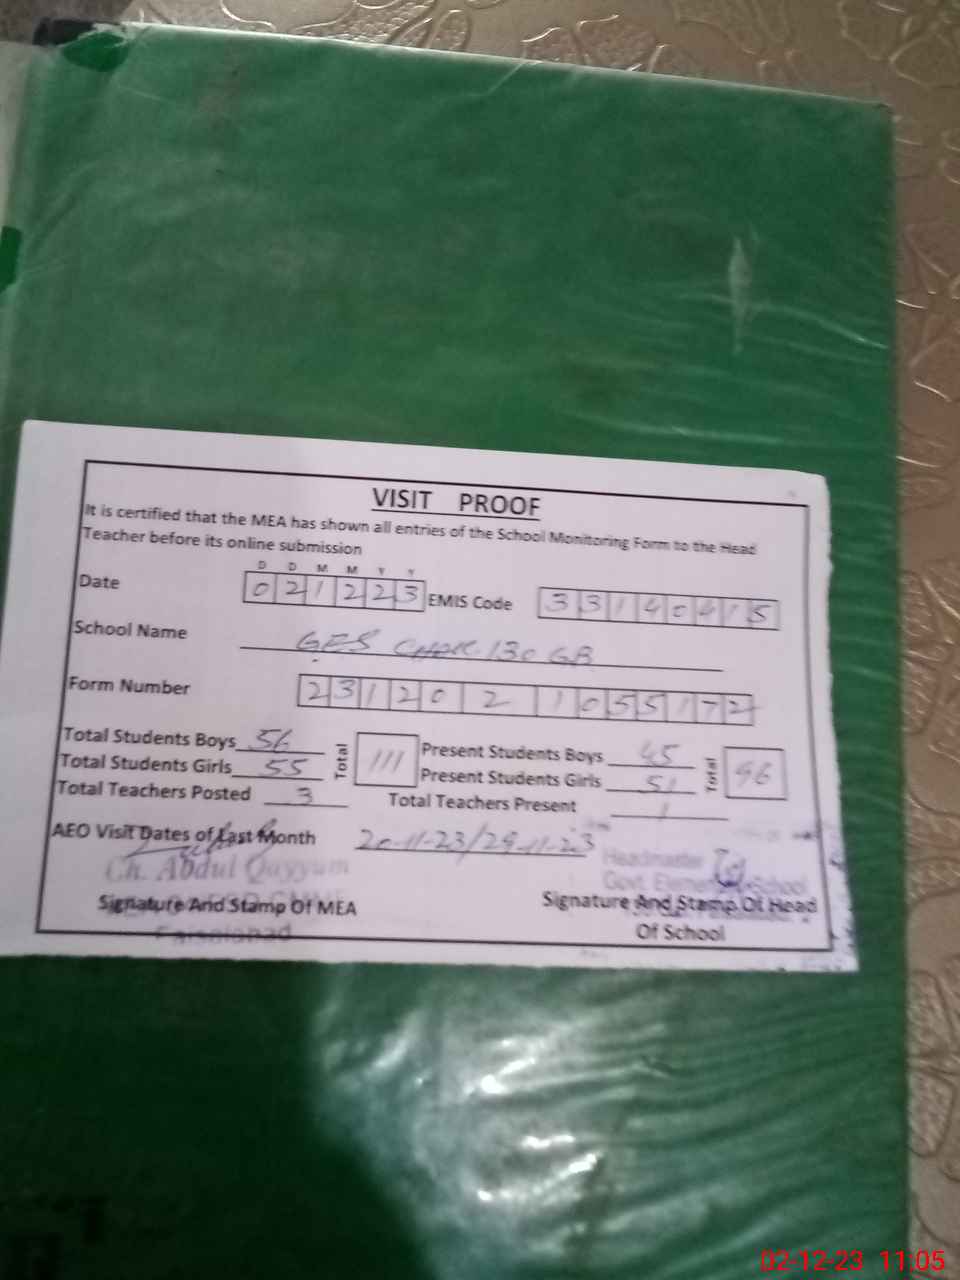 VISIT PROOF
It is certified that the MEA has shown all entries of the School Monitoring Form to the Head
Teacher before its online submission
D D M M Y Y
Date 0 2 1 2 2 3 EMIS Code 3 3 1 4 0 4 1 5
School Name GES CHAK 130 GB
Form Number 2 3 1 2 0 2 1 0 5 5 1 7 2
Total Students Boys 56 Total 111 Present Students Boys 45 Total 96
Total Students Girls 55 Present Students Girls 51
Total Teachers Posted 3 Total Teachers Present 1
AEO Visit Dates of Last Month 20-11-23/29-11-23
Ch. Abdul Qayyum Headmaster
Govt. Elementary School
Signature And Stamp Of MEA Signature And Stamp Of Head
Faisalabad Of School
02-12-23 11:05